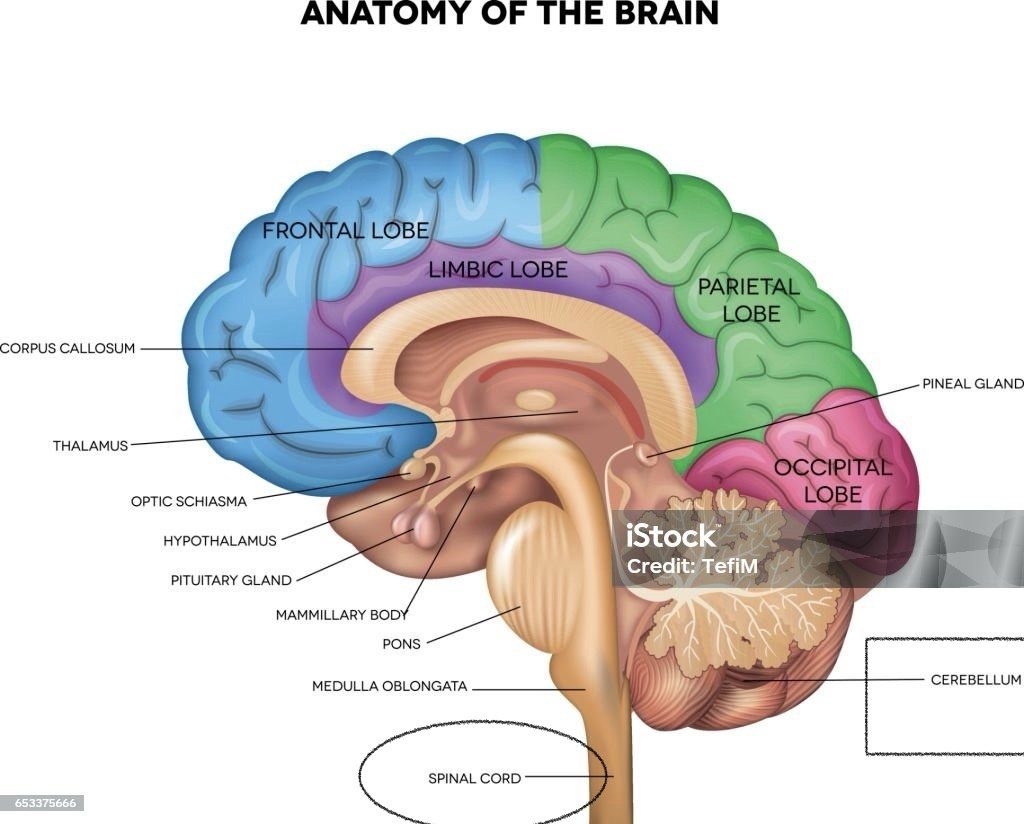 ANATOMY OF THE BRAIN
FRONTAL LOBE
LIMBIC LOBE
PARIETAL
LOBE
CORPUS CALLOSUM
PINEAL GLAND
THALAMUS
OCCIPITAL
LOBE
OPTIC SCHIASMA
iStock
Credit: TefiM
HYPOTHALAMUS
PITUITARY GLAND
MAMMILLARY BODY
PONS
CEREBELLUM
MEDULLA OBLONGATA
SPINAL CORD
653375666